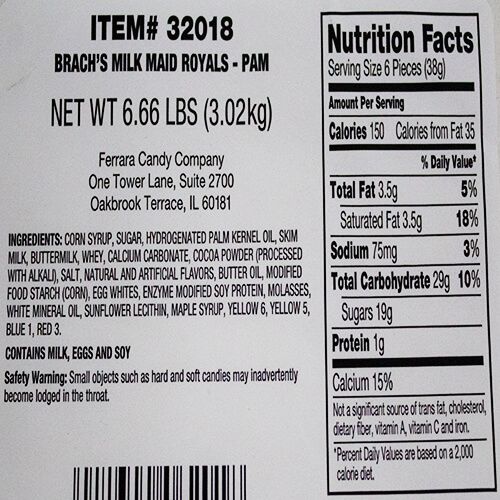 ITEM# 32018
BRACH'S MILK MAID ROYALS - PAM
NET WT 6.66 LBS (3.02kg)
Ferrara Candy Company
One Tower Lane, Suite 2700
Oakbrook Terrace, IL 60181
INGREDIENTS: CORN SYRUP, SUGAR, HYDROGENATED PALM KERNEL OIL, SKIM
MILK, BUTTERMILK, WHEY, CALCIUM CARBONATE, COCOA POWDER (PROCESSED
WITH ALKALI), SALT, NATURAL AND ARTIFICIAL FLAVORS, BUTTER OIL, MODIFIED
FOOD STARCH (CORN), EGG WHITES, ENZYME MODIFIED SOY PROTEIN, MOLASSES,
WHITE MINERAL OIL, SUNFLOWER LECITHIN, MAPLE SYRUP, YELLOW 6, YELLOW 5,
BLUE 1, RED 3.
CONTAINS MILK, EGGS AND SOY
Safety Warning: Small objects such as hard and soft candies may inadvertently
become lodged in the throat.
Nutrition Facts
Serving Size 6 Pieces (38g)
Amount Per Serving
Calories 150 Calories from Fat 35
% Daily Value*
Total Fat 3.5g 5%
Saturated Fat 3.5g 18%
Sodium 75mg 3%
Total Carbohydrate 29g 10%
Sugars 19g
Protein 1g
Calcium 15%
Not a significant source of trans fat, cholesterol,
dietary fiber, vitamin A, vitamin C and iron.
*Percent Daily Values are based on a 2,000
calorie diet.